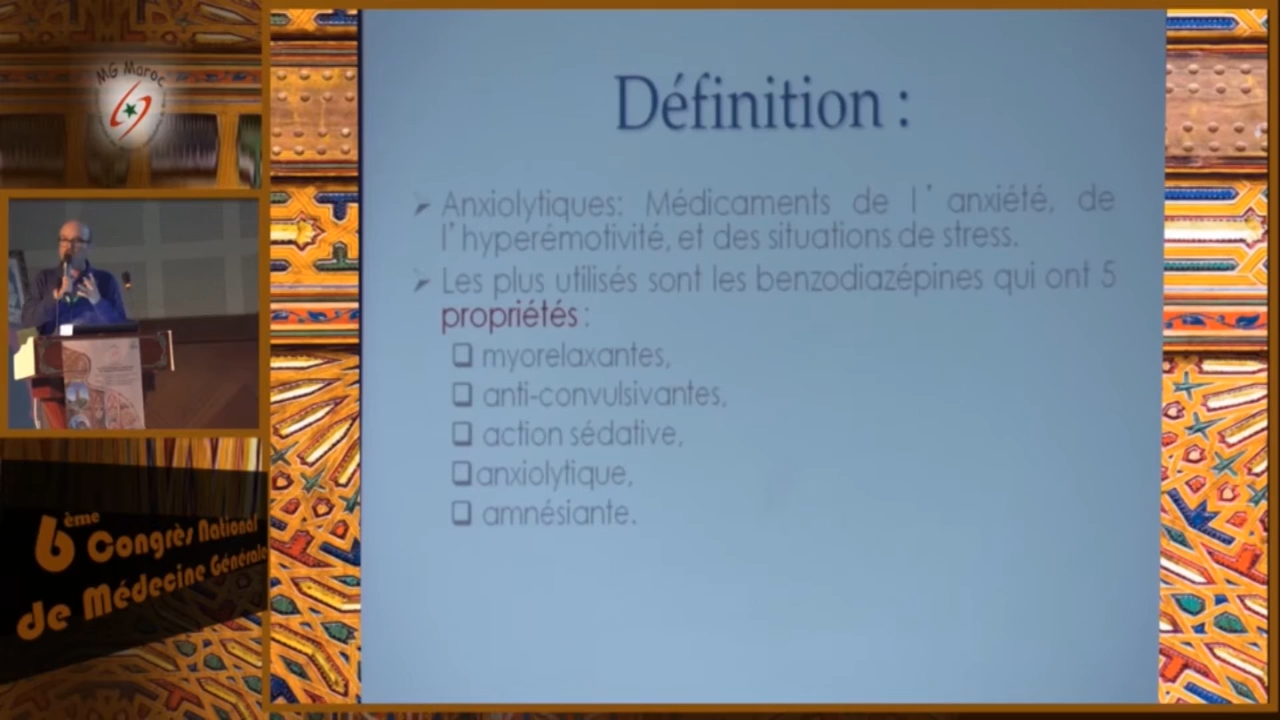 MG Maroc
Définition :
➢ Anxiolytiques: Médicaments de l'anxiété, de
l'hyperémotivité, et des situations de stress.
➢ Les plus utilisés sont les benzodiazépines qui ont 5
propriétés :
❑ myorelaxantes,
❑ anti-convulsivantes,
❑ action sédative,
❑ anxiolytique,
❑ amnésiante.
6ème Congrès National
de Médecine Générale